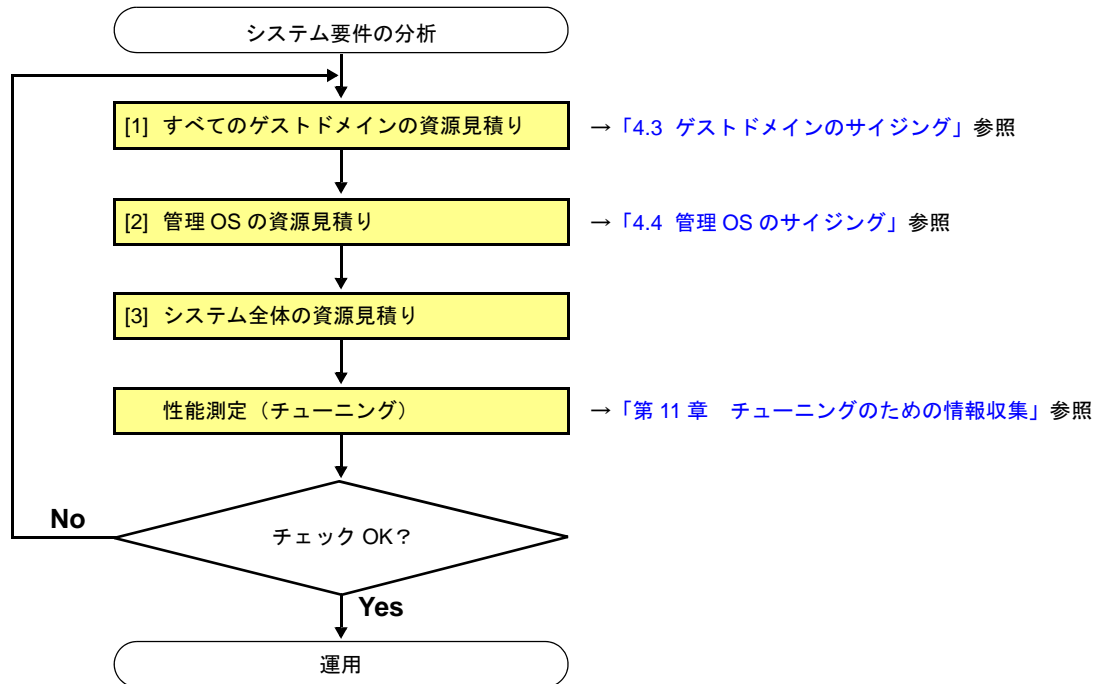 システム要件の分析
[1] すべてのゲストドメインの資源見積り →「4.3 ゲストドメインのサイジング」参照
[2] 管理 OS の資源見積り →「4.4 管理 OS のサイジング」参照
[3] システム全体の資源見積り
性能測定（チューニング） →「第 11 章　チューニングのための情報収集」参照
No
チェック OK？
Yes
運用